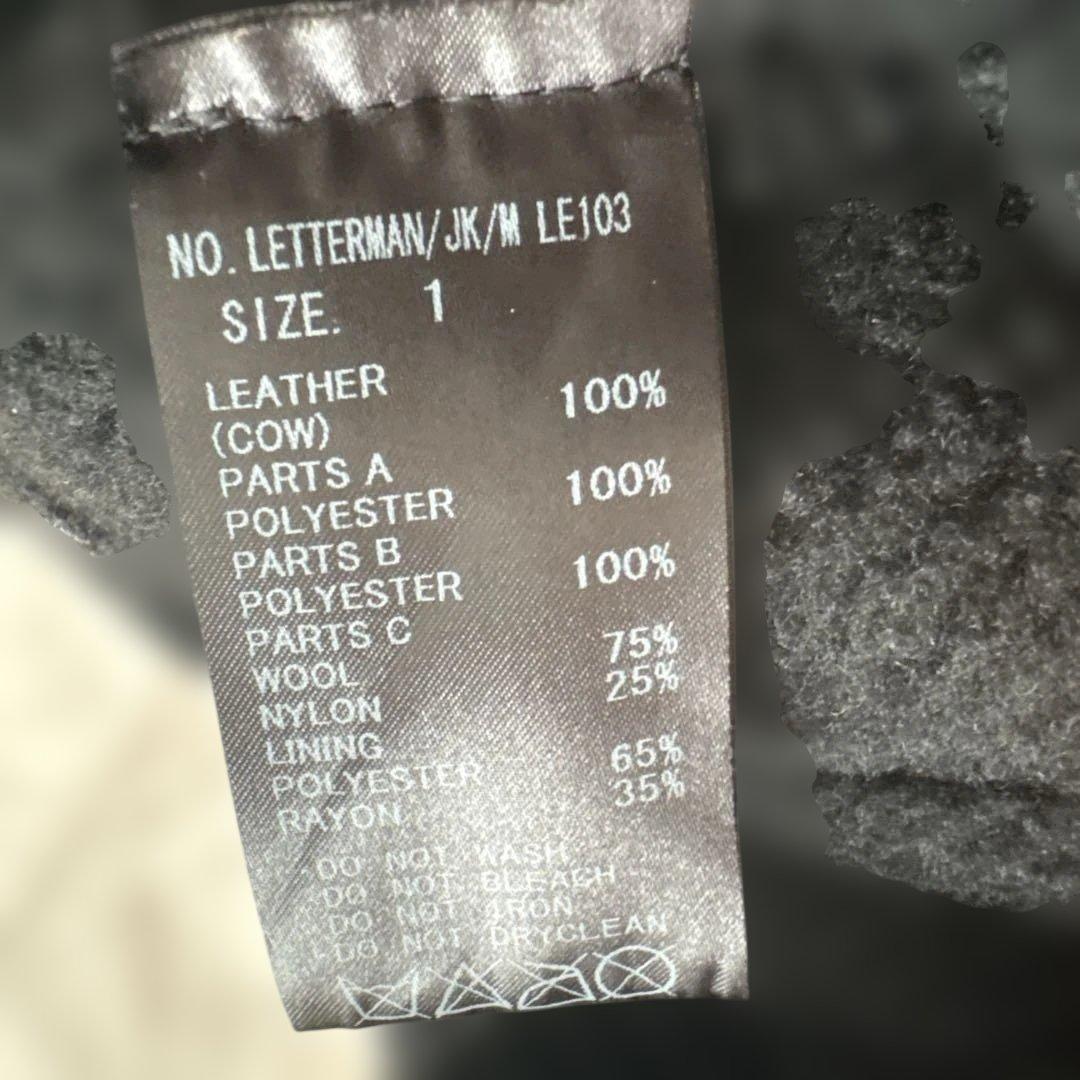 NO. LETTERMAN/JK/M LE103
SIZE. 1
LEATHER 100%
(COW)
PARTS A
POLYESTER 100%
PARTS B
POLYESTER 100%
PARTS C
WOOL 75%
NYLON 25%
LINING
POLYESTER 65%
RAYON 35%
DO NOT WASH
DO NOT BLEACH
DO NOT IRON
DO NOT DRYCLEAN